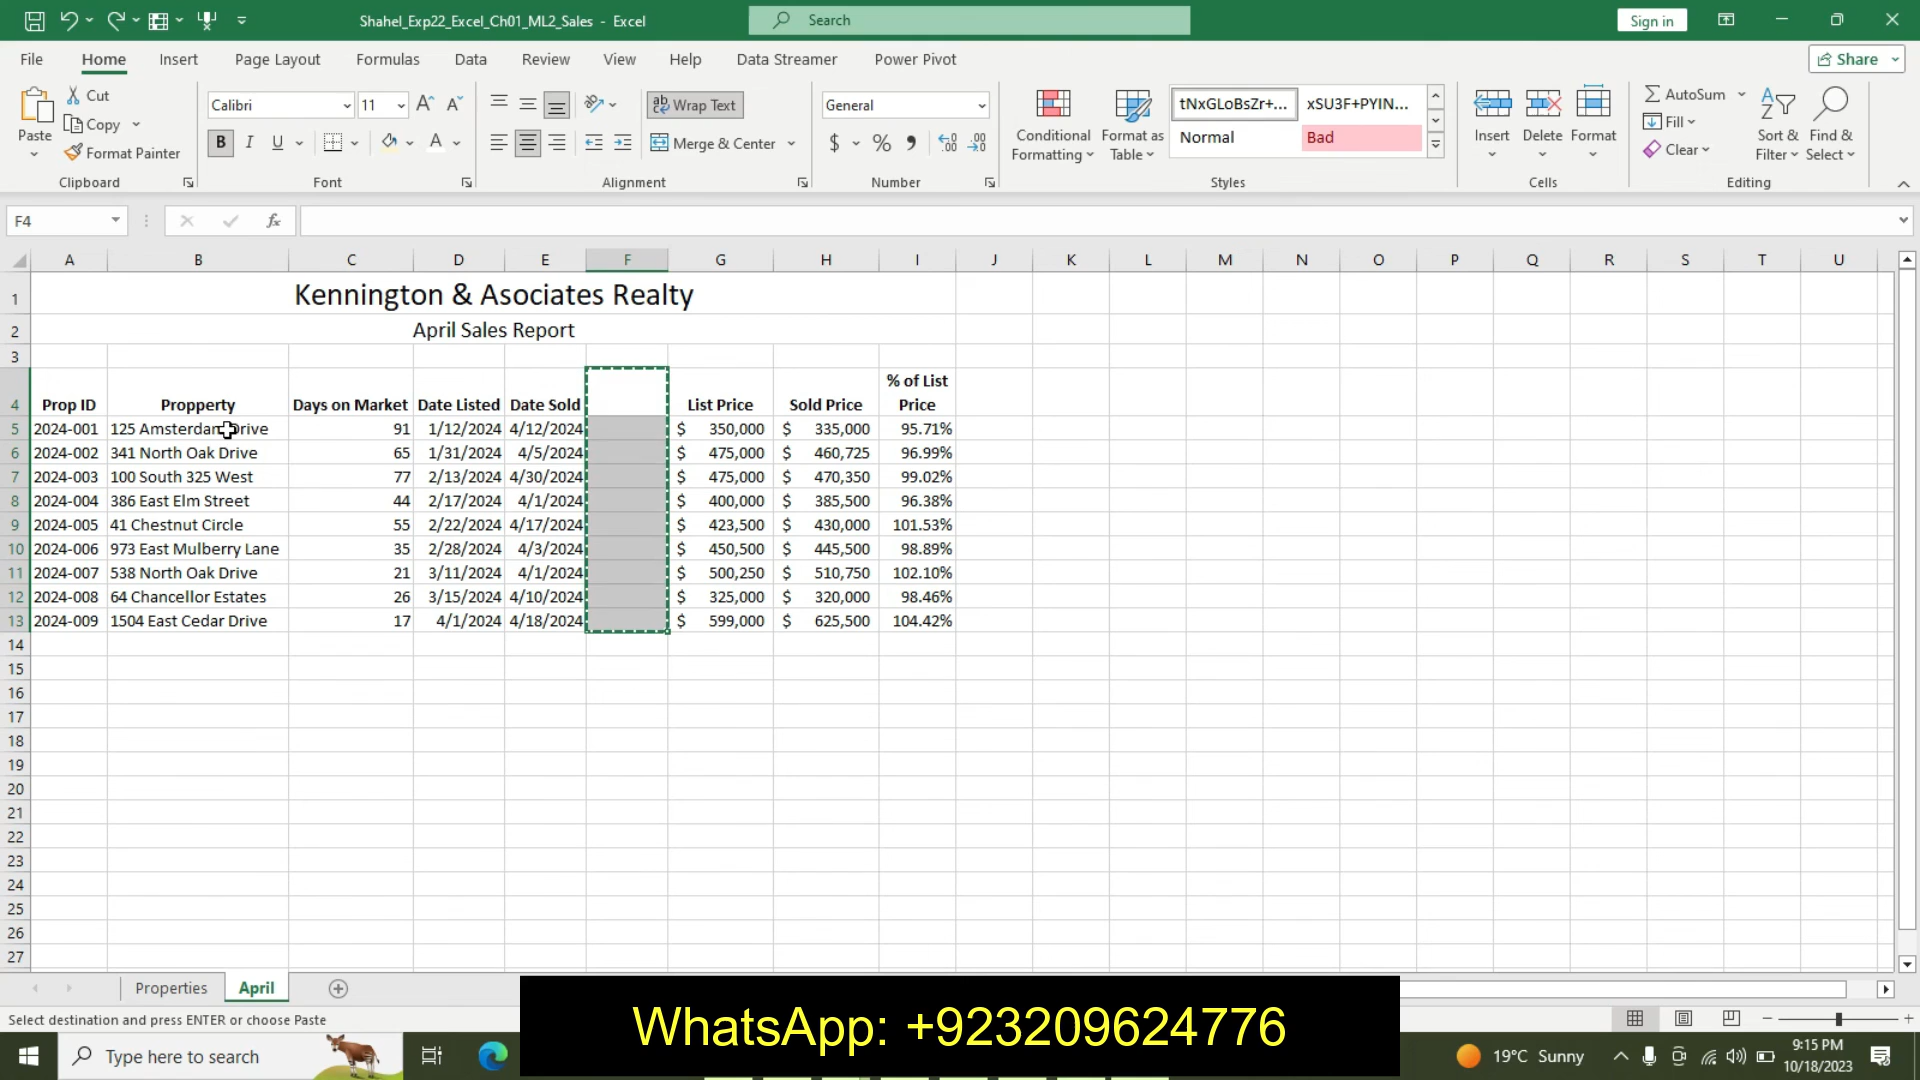 Shahel_Exp22_Excel_Ch01_ML2_Sales - Excel
Search
Sign in
File Home Insert Page Layout Formulas Data Review View Help Data Streamer Power Pivot Share
Paste
Cut
Copy
Format Painter
Clipboard
Calibri 11
B I U
Font
Wrap Text
Merge & Center
Alignment
General
$ % ,
Number
Conditional Formatting
Format as Table
tNxGLoBsZr+... xSU3F+PYIN...
Normal Bad
Styles
Insert Delete Format
Cells
AutoSum
Fill
Clear
Sort & Filter
Find & Select
Editing
F4 fx
A B C D E F G H I J K L M N O P Q R S T U
1 Kennington & Asociates Realty
2 April Sales Report
3
4 Prop ID Propperty Days on Market Date Listed Date Sold List Price Sold Price % of List Price
5 2024-001 125 Amsterdam Drive 91 1/12/2024 4/12/2024 $ 350,000 $ 335,000 95.71%
6 2024-002 341 North Oak Drive 65 1/31/2024 4/5/2024 $ 475,000 $ 460,725 96.99%
7 2024-003 100 South 325 West 77 2/13/2024 4/30/2024 $ 475,000 $ 470,350 99.02%
8 2024-004 386 East Elm Street 44 2/17/2024 4/1/2024 $ 400,000 $ 385,500 96.38%
9 2024-005 41 Chestnut Circle 55 2/22/2024 4/17/2024 $ 423,500 $ 430,000 101.53%
10 2024-006 973 East Mulberry Lane 35 2/28/2024 4/3/2024 $ 450,500 $ 445,500 98.89%
11 2024-007 538 North Oak Drive 21 3/11/2024 4/1/2024 $ 500,250 $ 510,750 102.10%
12 2024-008 64 Chancellor Estates 26 3/15/2024 4/10/2024 $ 325,000 $ 320,000 98.46%
13 2024-009 1504 East Cedar Drive 17 4/1/2024 4/18/2024 $ 599,000 $ 625,500 104.42%
14
15
16
17
18
19
20
21
22
23
24
25
26
27
Properties April
Select destination and press ENTER or choose Paste
WhatsApp: +923209624776
Type here to search
19°C Sunny
9:15 PM
10/18/2023